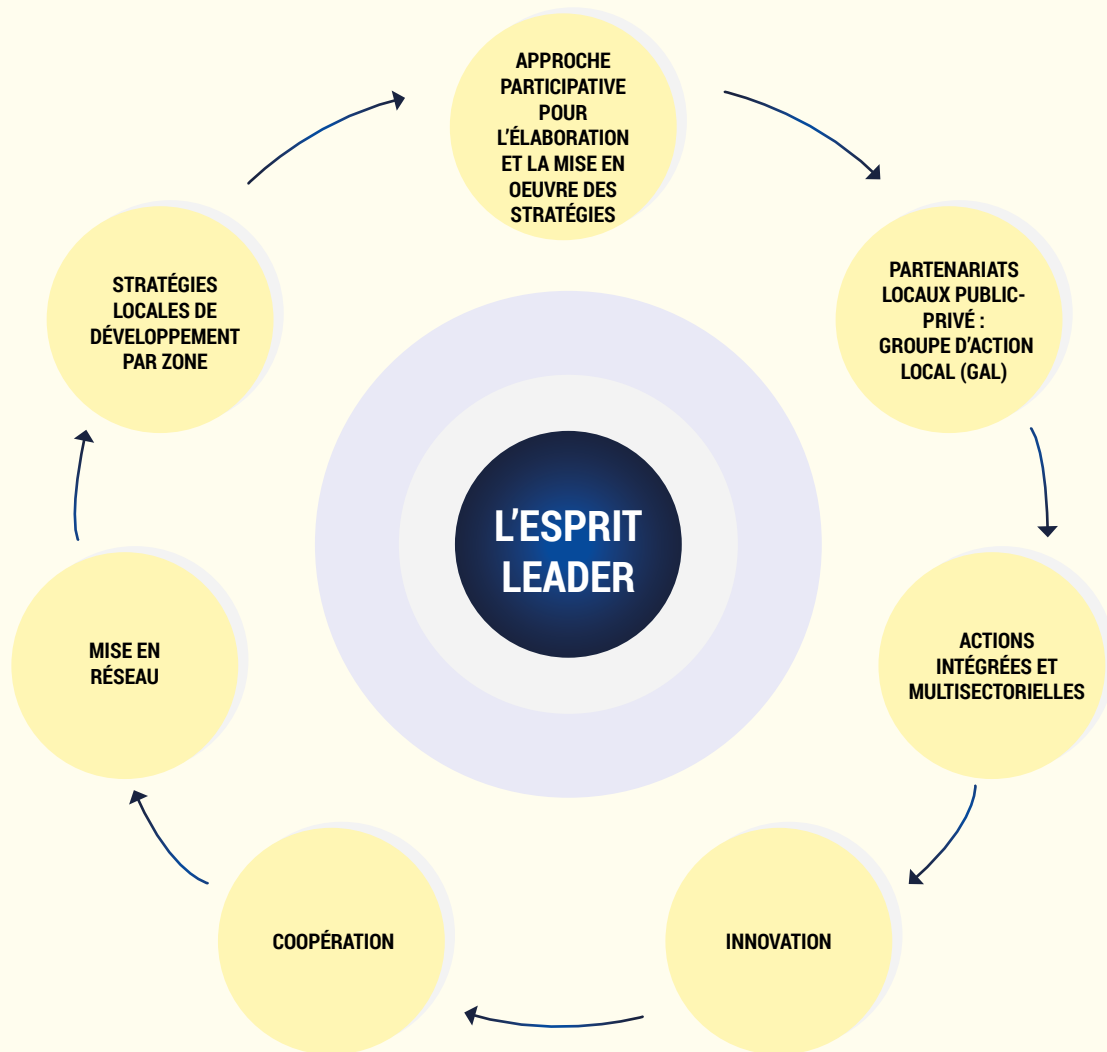 APPROCHE
PARTICIPATIVE
POUR
L'ÉLABORATION
ET LA MISE EN
OEUVRE DES
STRATÉGIES
PARTENARIATS
LOCAUX PUBLIC-
PRIVÉ :
GROUPE D'ACTION
LOCAL (GAL)
ACTIONS
INTÉGRÉES ET
MULTISECTORIELLES
INNOVATION
COOPÉRATION
MISE EN
RÉSEAU
STRATÉGIES
LOCALES DE
DÉVELOPPEMENT
PAR ZONE
L'ESPRIT
LEADER